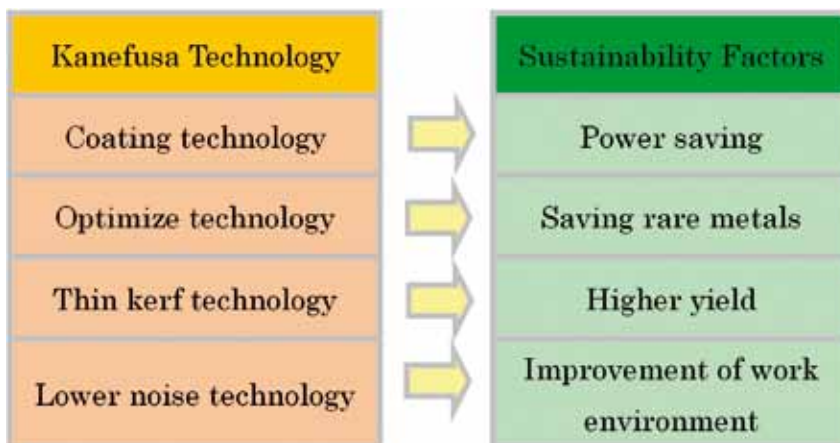 Kanefusa Technology
Sustainability Factors
Coating technology
Power saving
Optimize technology
Saving rare metals
Thin kerf technology
Higher yield
Lower noise technology
Improvement of work
environment